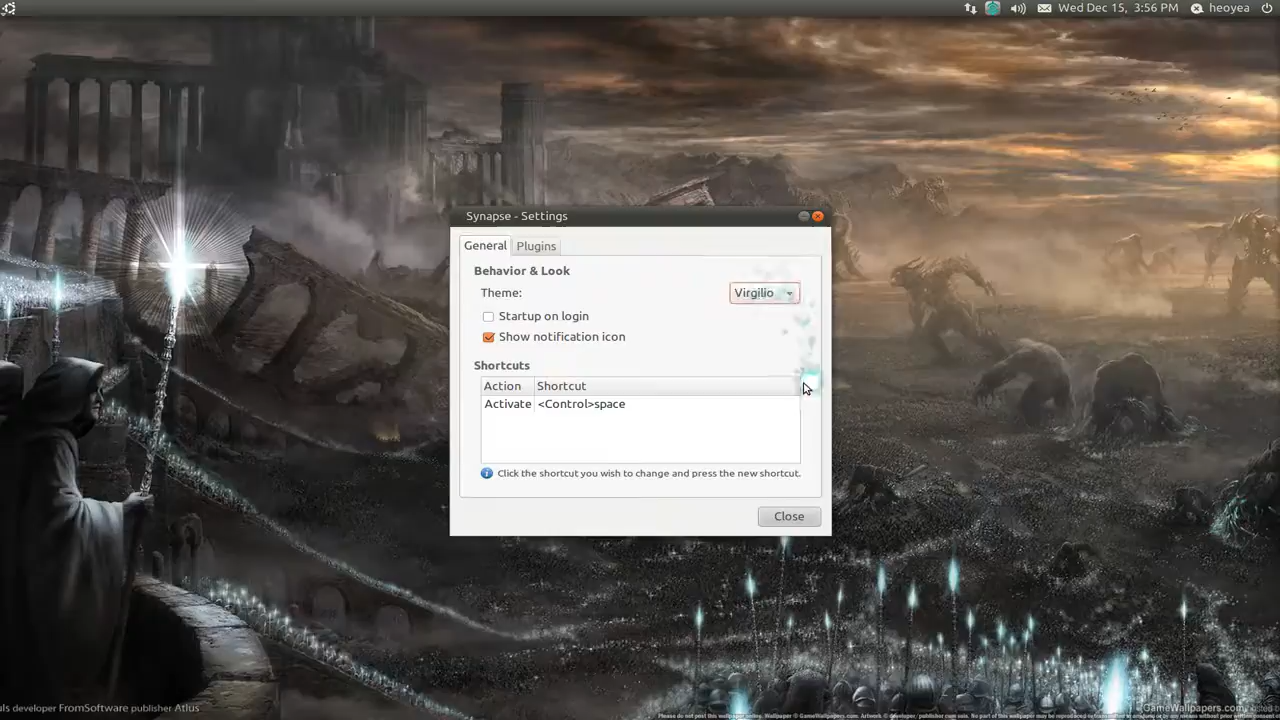 Wed Dec 15, 3:56 PM heoyea
Synapse - Settings
General Plugins
Behavior & Look
Theme: Virgilio
Startup on login
Show notification icon
Shortcuts
Action Shortcut
Activate <Control>space
Click the shortcut you wish to change and press the new shortcut.
Close
uls developer FromSoftware publisher Atlus
GameWallpapers.com